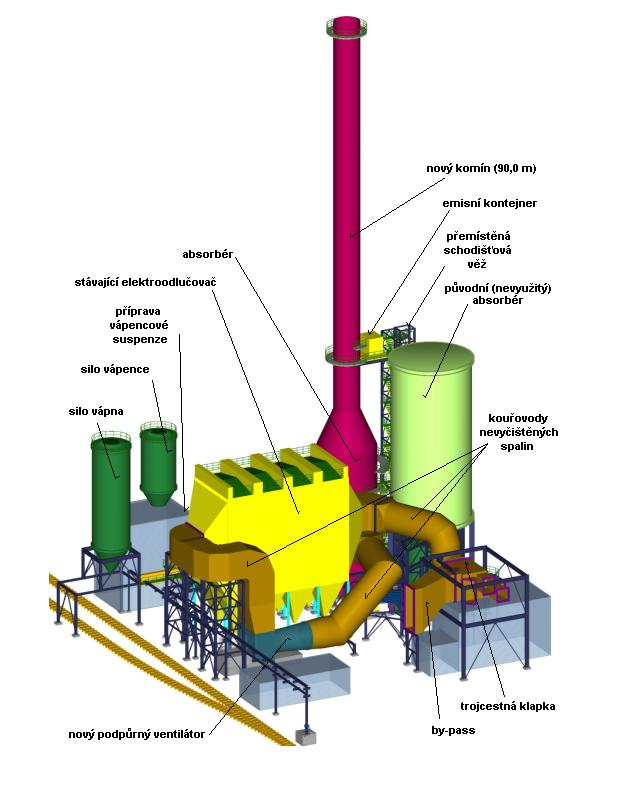 nový komín (90,0 m)
emisní kontejner
přemístěná
schodišťová
věž
absorbér
stávající elektroodlučovač
původní (nevyužitý)
absorbér
příprava
vápencové
suspenze
silo vápence
silo vápna
kouřovody
nevyčištěných
spalin
trojcestná klapka
by-pass
nový podpůrný ventilátor